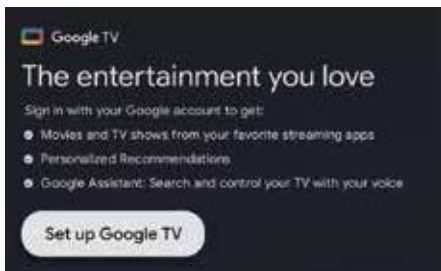 Google TV
The entertainment you love
Sign in with your Google account to get:
Movies and TV shows from your favorite streaming apps
Personalized Recommendations
Google Assistant: Search and control your TV with your voice
Set up Google TV